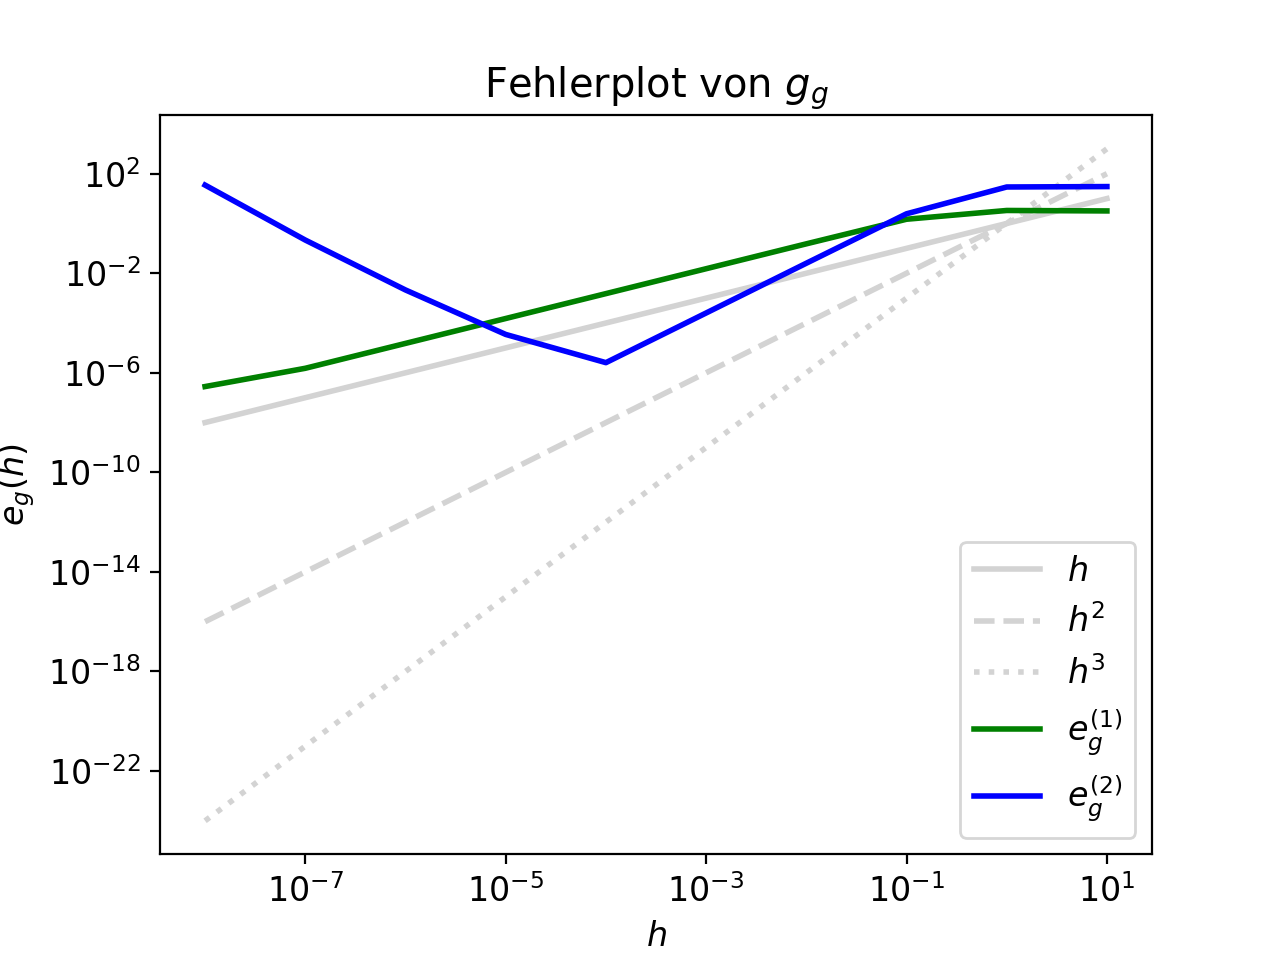 Fehlerplot von $g_g$
$10^2$
$10^{-2}$
$10^{-6}$
$10^{-10}$
$10^{-14}$
$10^{-18}$
$10^{-22}$
$e_g(h)$
$h$
$h^2$
$h^3$
$e_g^{(1)}$
$e_g^{(2)}$
$10^{-7}$ $10^{-5}$ $10^{-3}$ $10^{-1}$ $10^1$
$h$